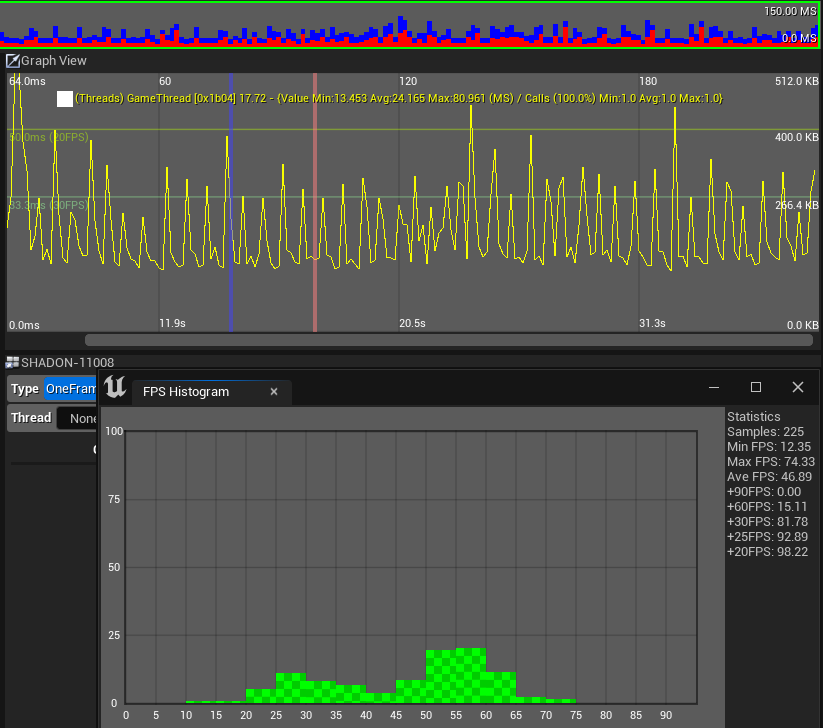 150.00 MS
0.0 MS
Graph View
64.0ms 60 120 180 512.0 KB
(Threads) GameThread [0x1b04] 17.72 - {Value Min:13.453 Avg:24.165 Max:80.961 (MS) / Calls (100.0%) Min:1.0 Avg:1.0 Max:1.0}
50.0ms (20FPS) 400.0 KB
33.3ms (30FPS) 266.4 KB
0.0ms 11.9s 20.5s 31.3s 0.0 KB
SHADON-11008
Type OneFram
Thread None
FPS Histogram
Statistics
Samples: 225
Min FPS: 12.35
Max FPS: 74.33
Ave FPS: 46.89
+90FPS: 0.00
+60FPS: 15.11
+30FPS: 81.78
+25FPS: 92.89
+20FPS: 98.22
100
75
50
25
0
0 5 10 15 20 25 30 35 40 45 50 55 60 65 70 75 80 85 90